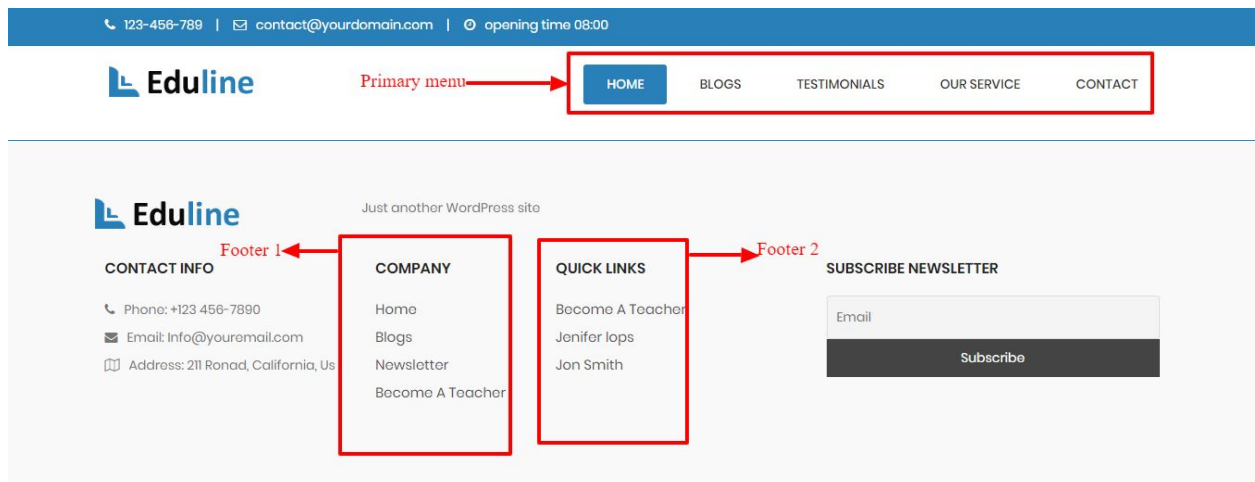 123-456-789 | contact@yourdomain.com | opening time 08:00
Eduline
Primary menu
HOME BLOGS TESTIMONIALS OUR SERVICE CONTACT
Eduline
Just another WordPress site
Footer 1
Footer 2
CONTACT INFO
Phone: +123 456-7890
Email: Info@youremail.com
Address: 211 Ronad, California, Us
COMPANY
Home
Blogs
Newsletter
Become A Teacher
QUICK LINKS
Become A Teacher
Jenifer lops
Jon Smith
SUBSCRIBE NEWSLETTER
Email
Subscribe